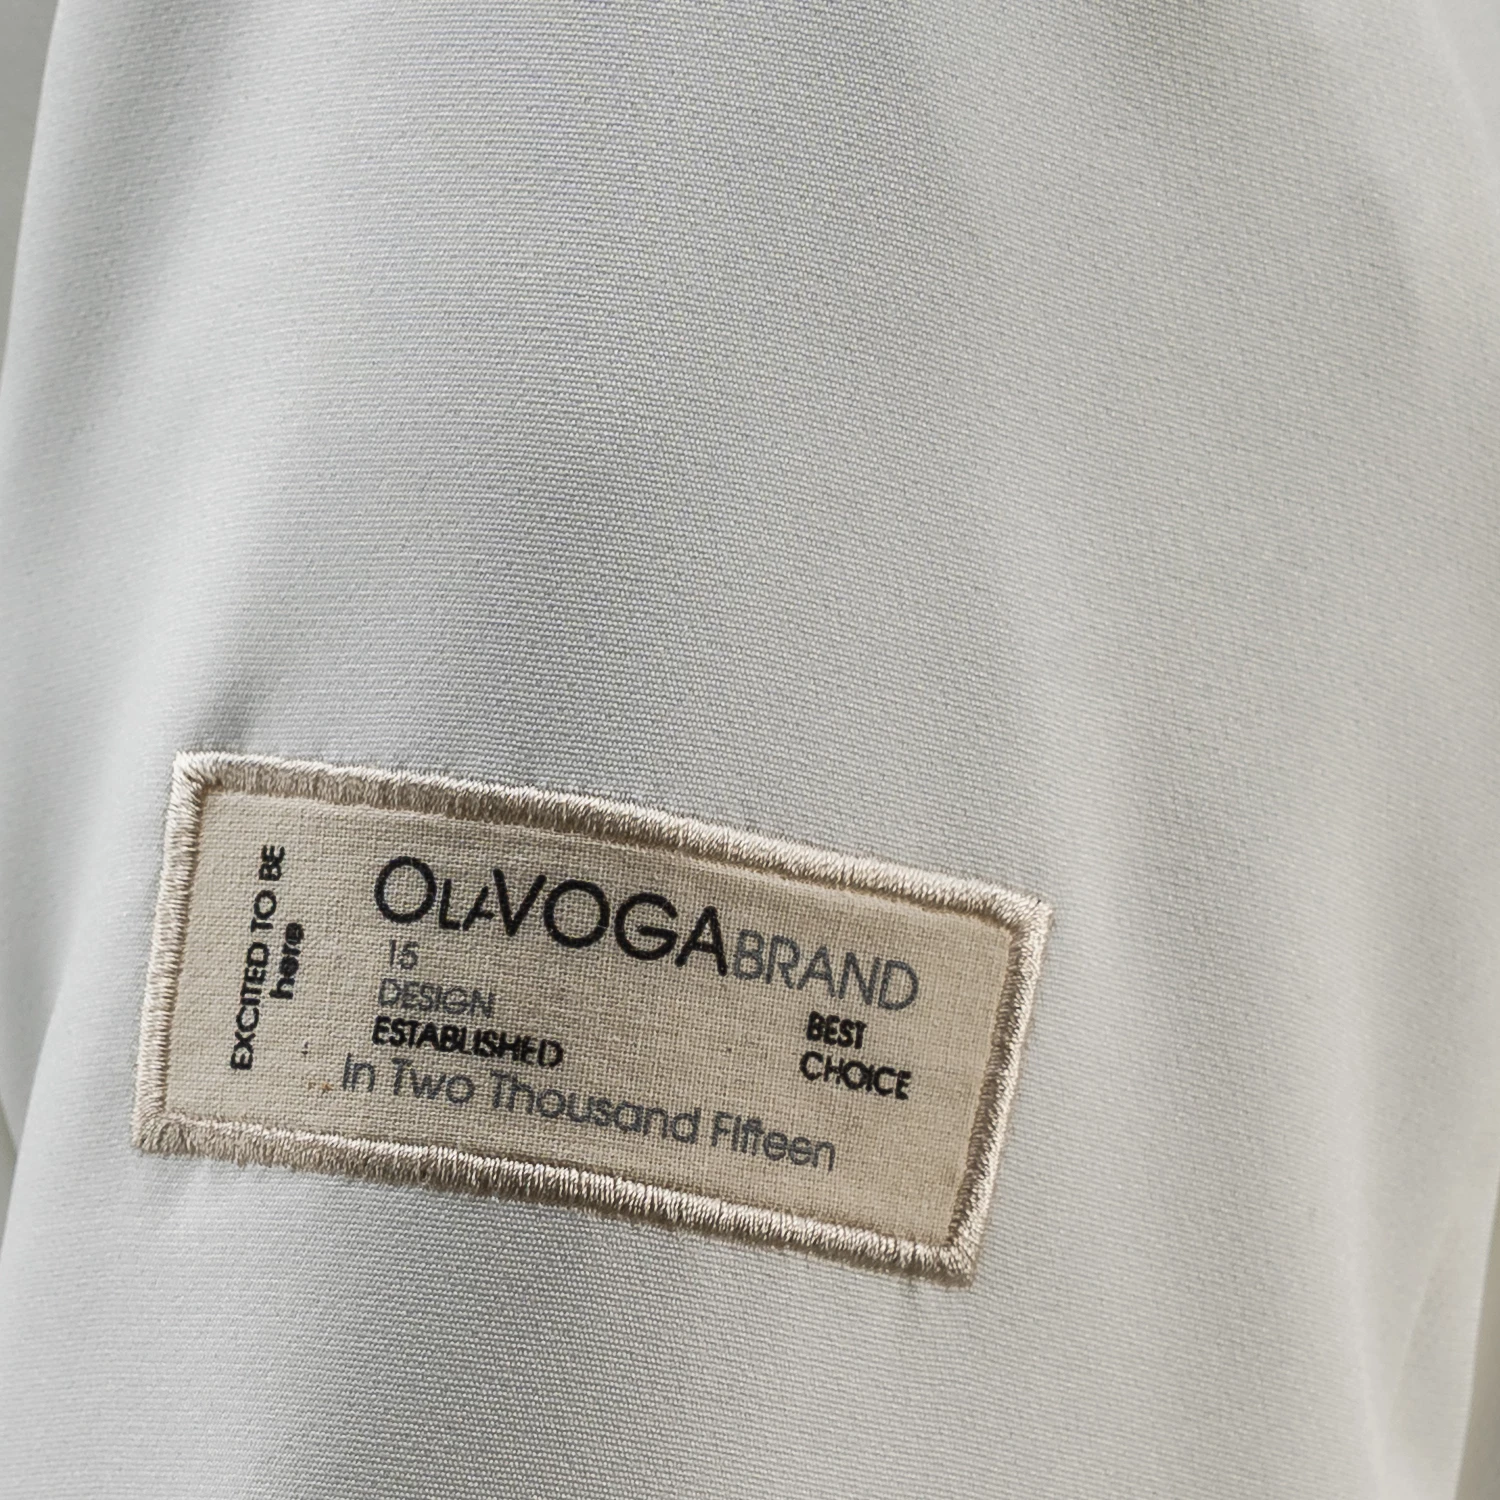 EXCITED TO BE
here
OLAVOGABRAND
15
DESIGN
ESTABLISHED
In Two Thousand Fifteen
BEST
CHOICE